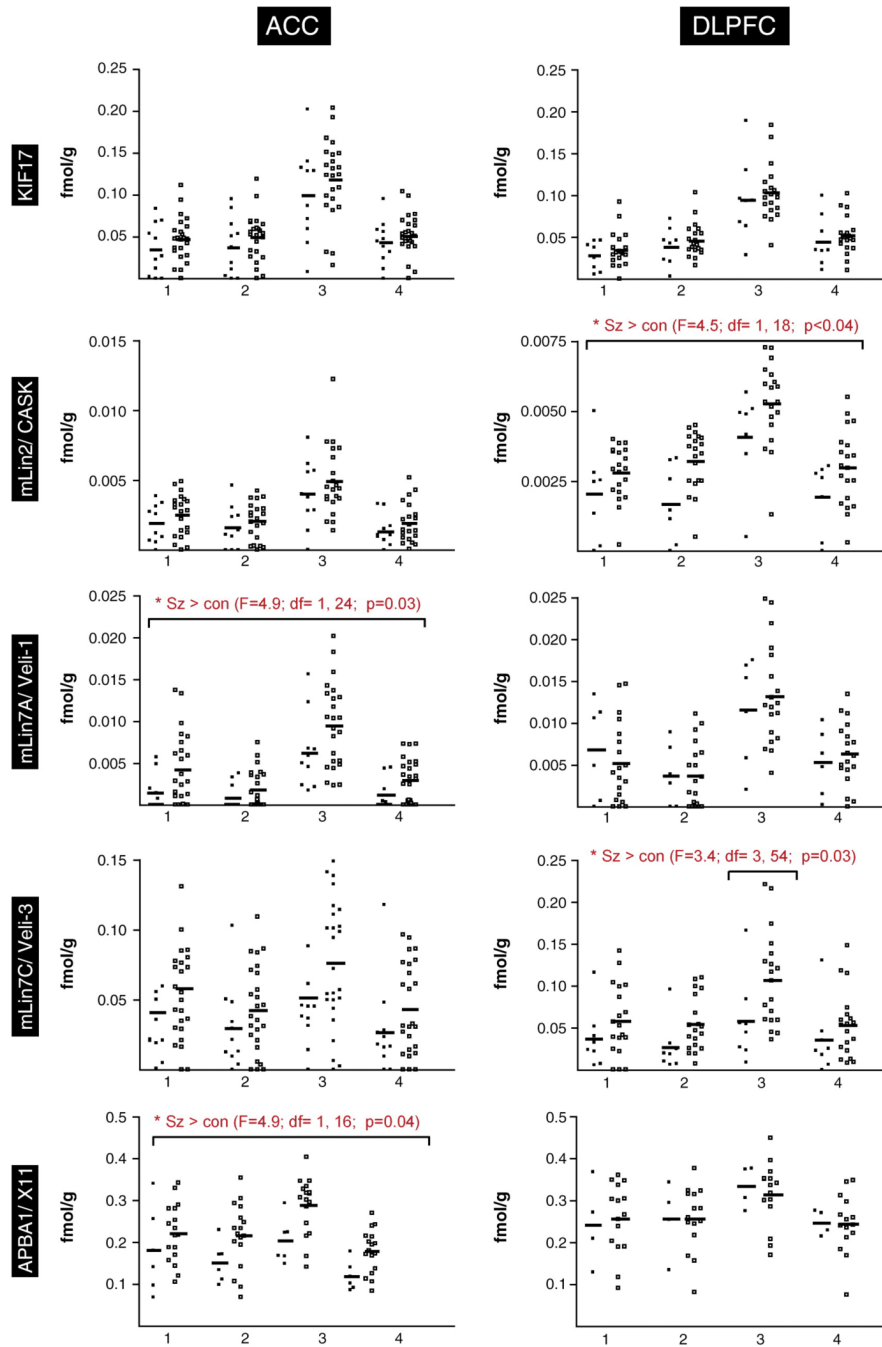 ACC
DLPFC
KIF17
fmol/g
0.25
0.20
0.15
0.10
0.05
1 2 3 4
fmol/g
0.25
0.20
0.15
0.10
0.05
1 2 3 4
mLin2/ CASK
fmol/g
0.015
0.010
0.005
1 2 3 4
* Sz > con (F=4.5; df= 1, 18; p<0.04)
fmol/g
0.0075
0.0050
0.0025
1 2 3 4
mLin7A/ Veli-1
* Sz > con (F=4.9; df= 1, 24; p=0.03)
fmol/g
0.025
0.020
0.015
0.010
0.005
1 2 3 4
fmol/g
0.025
0.020
0.015
0.010
0.005
1 2 3 4
mLin7C/ Veli-3
fmol/g
0.15
0.10
0.05
1 2 3 4
* Sz > con (F=3.4; df= 3, 54; p=0.03)
fmol/g
0.25
0.20
0.15
0.10
0.05
1 2 3 4
APBA1/ X11
* Sz > con (F=4.9; df= 1, 16; p=0.04)
fmol/g
0.5
0.4
0.3
0.2
0.1
1 2 3 4
fmol/g
0.5
0.4
0.3
0.2
0.1
1 2 3 4